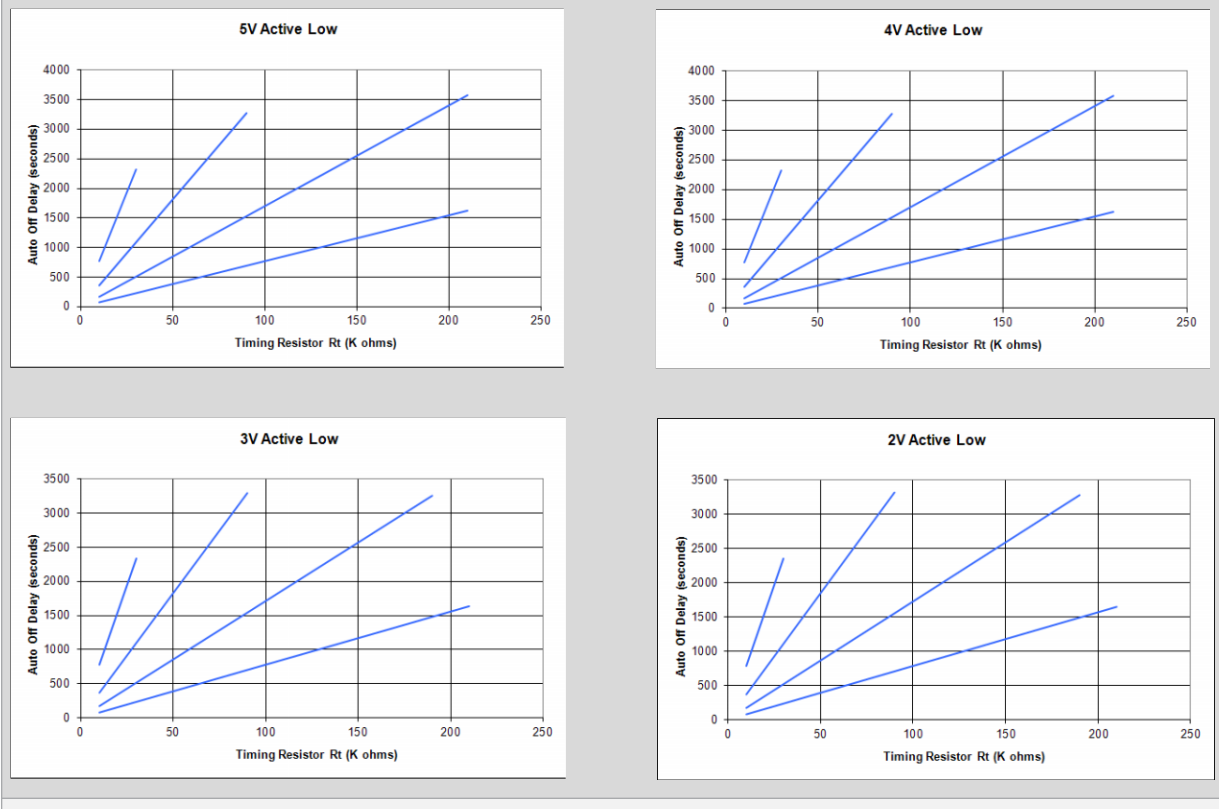 5V Active Low
Auto Off Delay (seconds)
4000
3500
3000
2500
2000
1500
1000
500
0
0 50 100 150 200 250
Timing Resistor Rt (K ohms)
4V Active Low
Auto Off Delay (seconds)
4000
3500
3000
2500
2000
1500
1000
500
0
0 50 100 150 200 250
Timing Resistor Rt (K ohms)
3V Active Low
Auto Off Delay (seconds)
3500
3000
2500
2000
1500
1000
500
0
0 50 100 150 200 250
Timing Resistor Rt (K ohms)
2V Active Low
Auto Off Delay (seconds)
3500
3000
2500
2000
1500
1000
500
0
0 50 100 150 200 250
Timing Resistor Rt (K ohms)